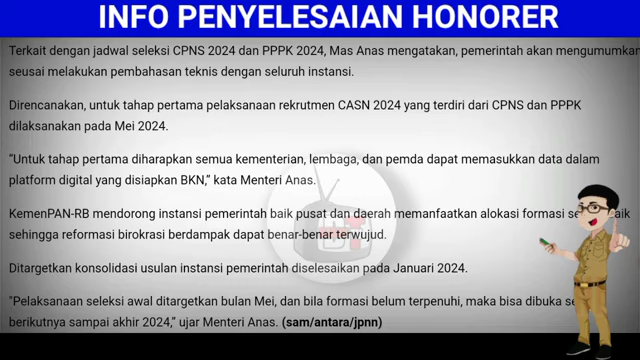 INFO PENYELESAIAN HONORER
Terkait dengan jadwal seleksi CPNS 2024 dan PPPK 2024, Mas Anas mengatakan, pemerintah akan mengumumkan
seusai melakukan pembahasan teknis dengan seluruh instansi.
Direncanakan, untuk tahap pertama pelaksanaan rekrutmen CASN 2024 yang terdiri dari CPNS dan PPPK
dilaksanakan pada Mei 2024.
“Untuk tahap pertama diharapkan semua kementerian, lembaga, dan pemda dapat memasukkan data dalam
platform digital yang disiapkan BKN,” kata Menteri Anas.
KemenPAN-RB mendorong instansi pemerintah baik pusat dan daerah memanfaatkan alokasi formasi
sehingga reformasi birokrasi berdampak dapat benar-benar terwujud.
Ditargetkan konsolidasi usulan instansi pemerintah diselesaikan pada Januari 2024.
"Pelaksanaan seleksi awal ditargetkan bulan Mei, dan bila formasi belum terpenuhi, maka bisa dibuka
berikutnya sampai akhir 2024,” ujar Menteri Anas. (sam/antara/jpnn)